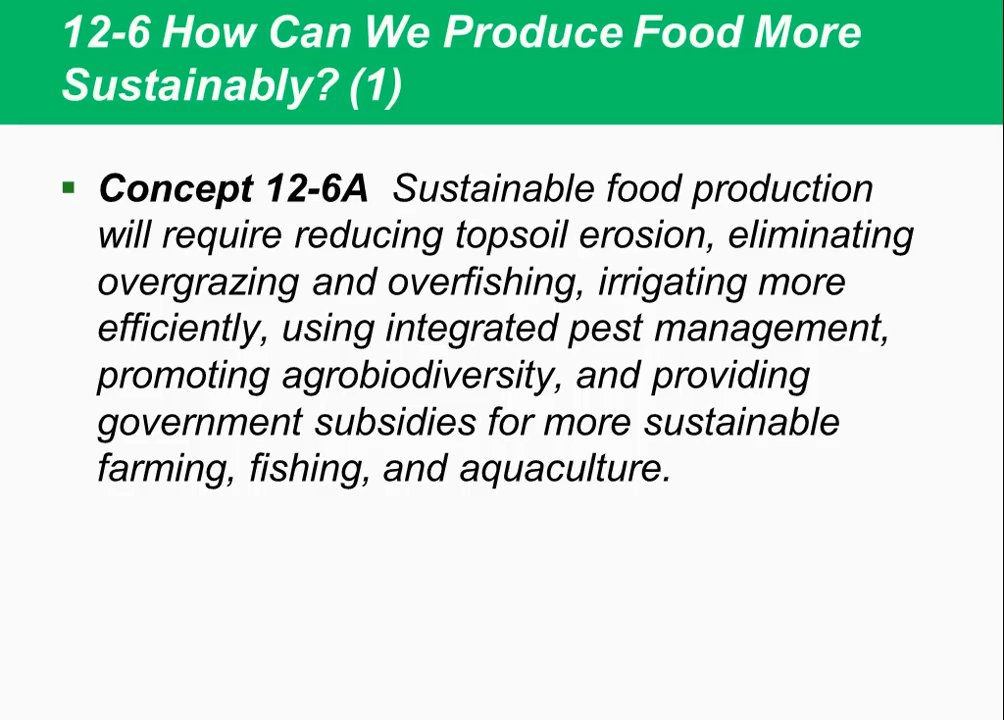 12-6 How Can We Produce Food More
Sustainably? (1)
▪ Concept 12-6A Sustainable food production
will require reducing topsoil erosion, eliminating
overgrazing and overfishing, irrigating more
efficiently, using integrated pest management,
promoting agrobiodiversity, and providing
government subsidies for more sustainable
farming, fishing, and aquaculture.